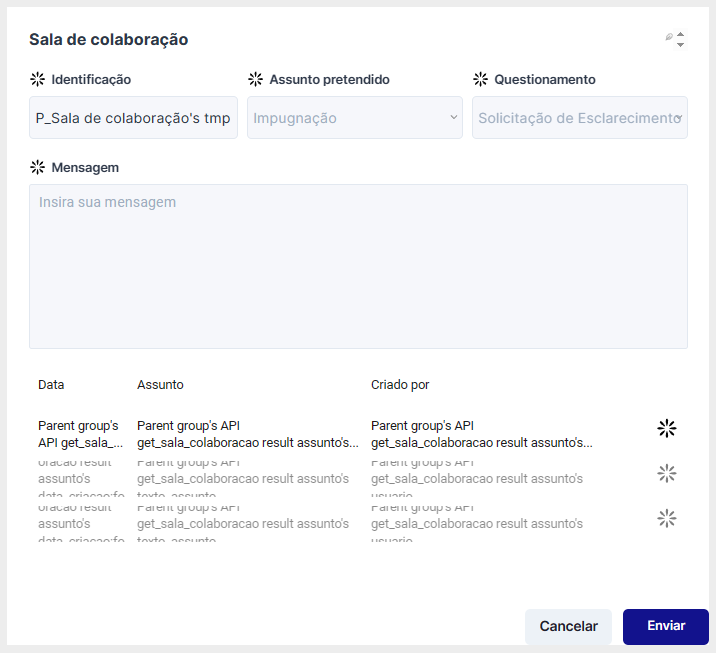 Sala de colaboração
Identificação
Assunto pretendido
Questionamento
P_Sala de colaboração's tmp
Impugnação
Solicitação de Esclarecimento
Mensagem
Insira sua mensagem
Data
Assunto
Criado por
Parent group's
API get_sala_...
Parent group's API
get_sala_colaboracao result assunto's...
Parent group's API
get_sala_colaboracao result assunto's...
oracao result
assunto's
data_criacao:fo
Parent group's API
get_sala_colaboracao result assunto's
texto_assunto
Parent group's API
get_sala_colaboracao result assunto's
usuario
oracao result
assunto's
data_criacao:fo
Parent group's API
get_sala_colaboracao result assunto's
texto_assunto
Parent group's API
get_sala_colaboracao result assunto's
usuario
Cancelar
Enviar